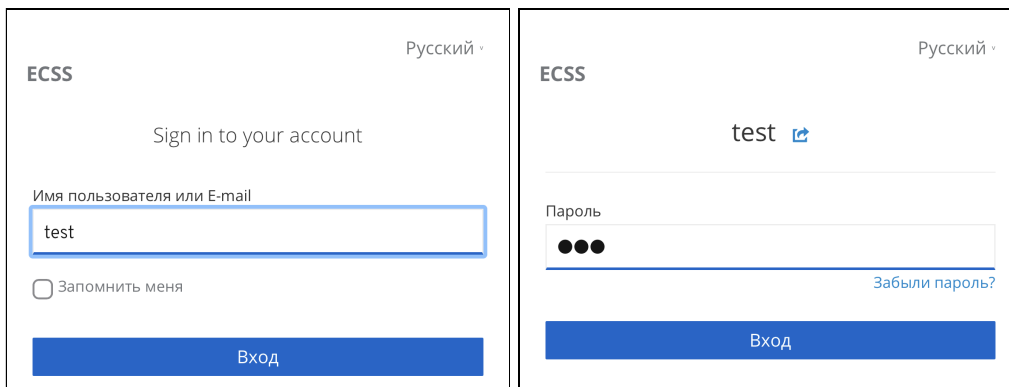 Русский
ECSS
Sign in to your account
Имя пользователя или E-mail
test
Запомнить меня
Вход
Русский
ECSS
test
Пароль
Забыли пароль?
Вход